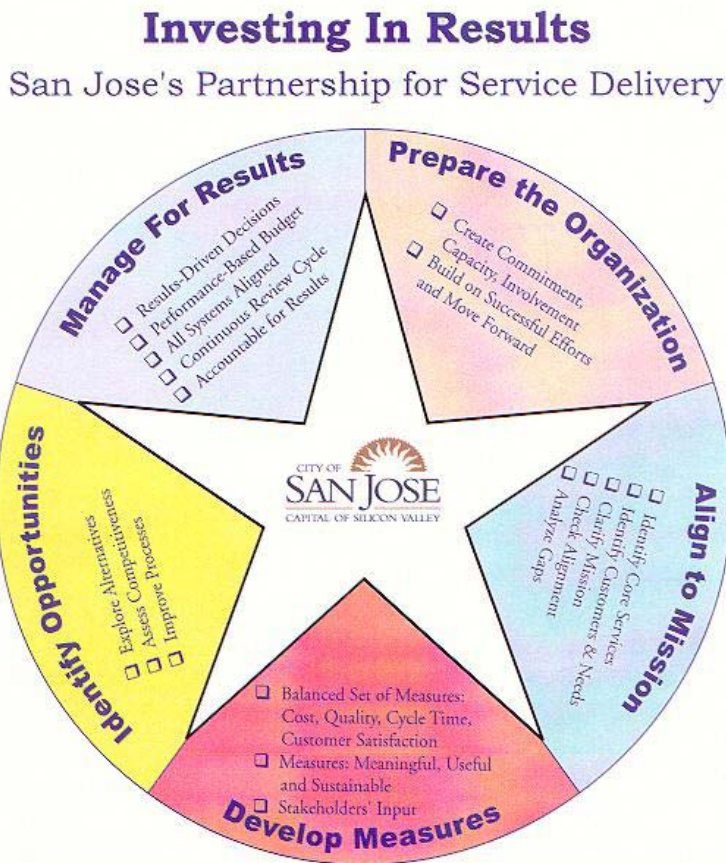 Investing In Results
San Jose's Partnership for Service Delivery
Prepare the Organization
❑ Create Commitment,
Capacity, Involvement
❑ Build on Successful Efforts
and Move Forward
Align to Mission
❑ Identify Core Services
❑ Identify Customers & Needs
❑ Clarify Mission
❑ Check Alignment
❑ Analyze Gaps
❑ Balanced Set of Measures:
Cost, Quality, Cycle Time,
Customer Satisfaction
❑ Measures: Meaningful, Useful
and Sustainable
❑ Stakeholders' Input
Develop Measures
Identify Opportunities
❑ Explore Alternatives
❑ Assess Competitiveness
❑ Improve Processes
Manage For Results
❑ Results-Driven Decisions
❑ Performance-Based Budget
❑ All Systems Aligned
❑ Continuous Review Cycle
❑ Accountable for Results
CITY OF
SAN JOSE
CAPITAL OF SILICON VALLEY